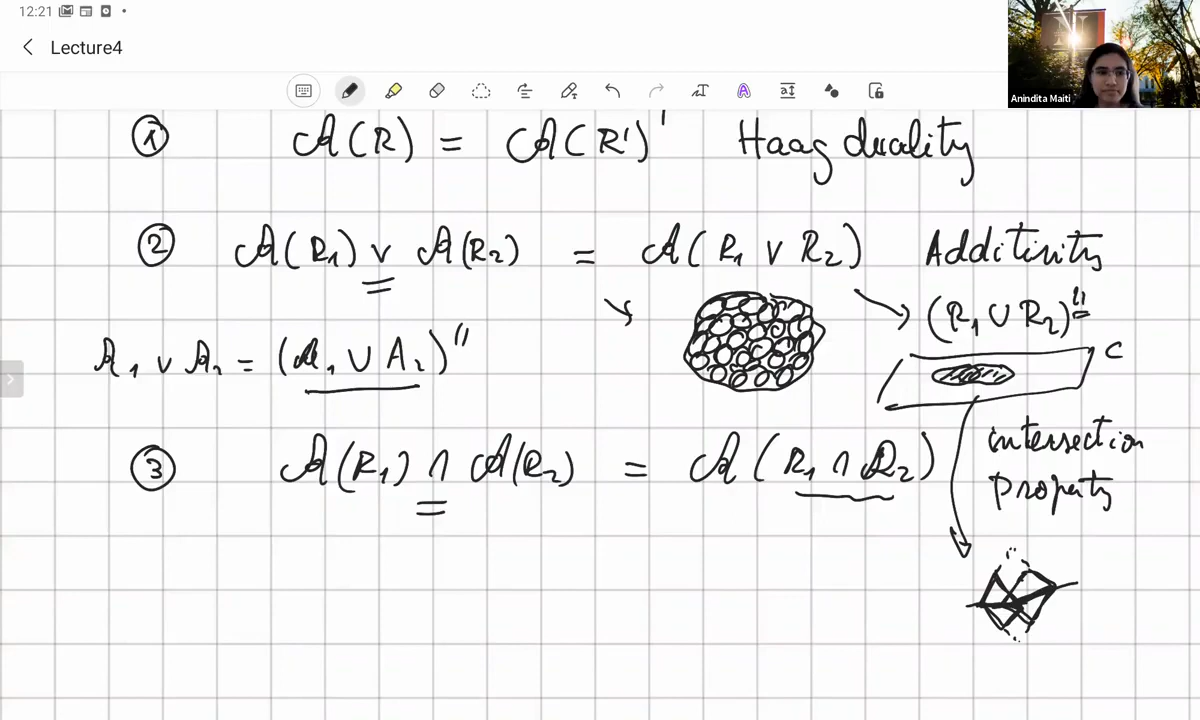 12:21
Lecture4
Anindita Maiti
① A(R) = A(R')' Haag duality
② A(R₁) ∨ A(R₂) = A(R₁ ∨ R₂) Additivity
(R₁ ∪ R₂)''
A₁ ∨ A₂ = (A₁ ∪ A₂)''
C
③ A(R₁) ∩ A(R₂) = A(R₁ ∩ R₂) intersection
property